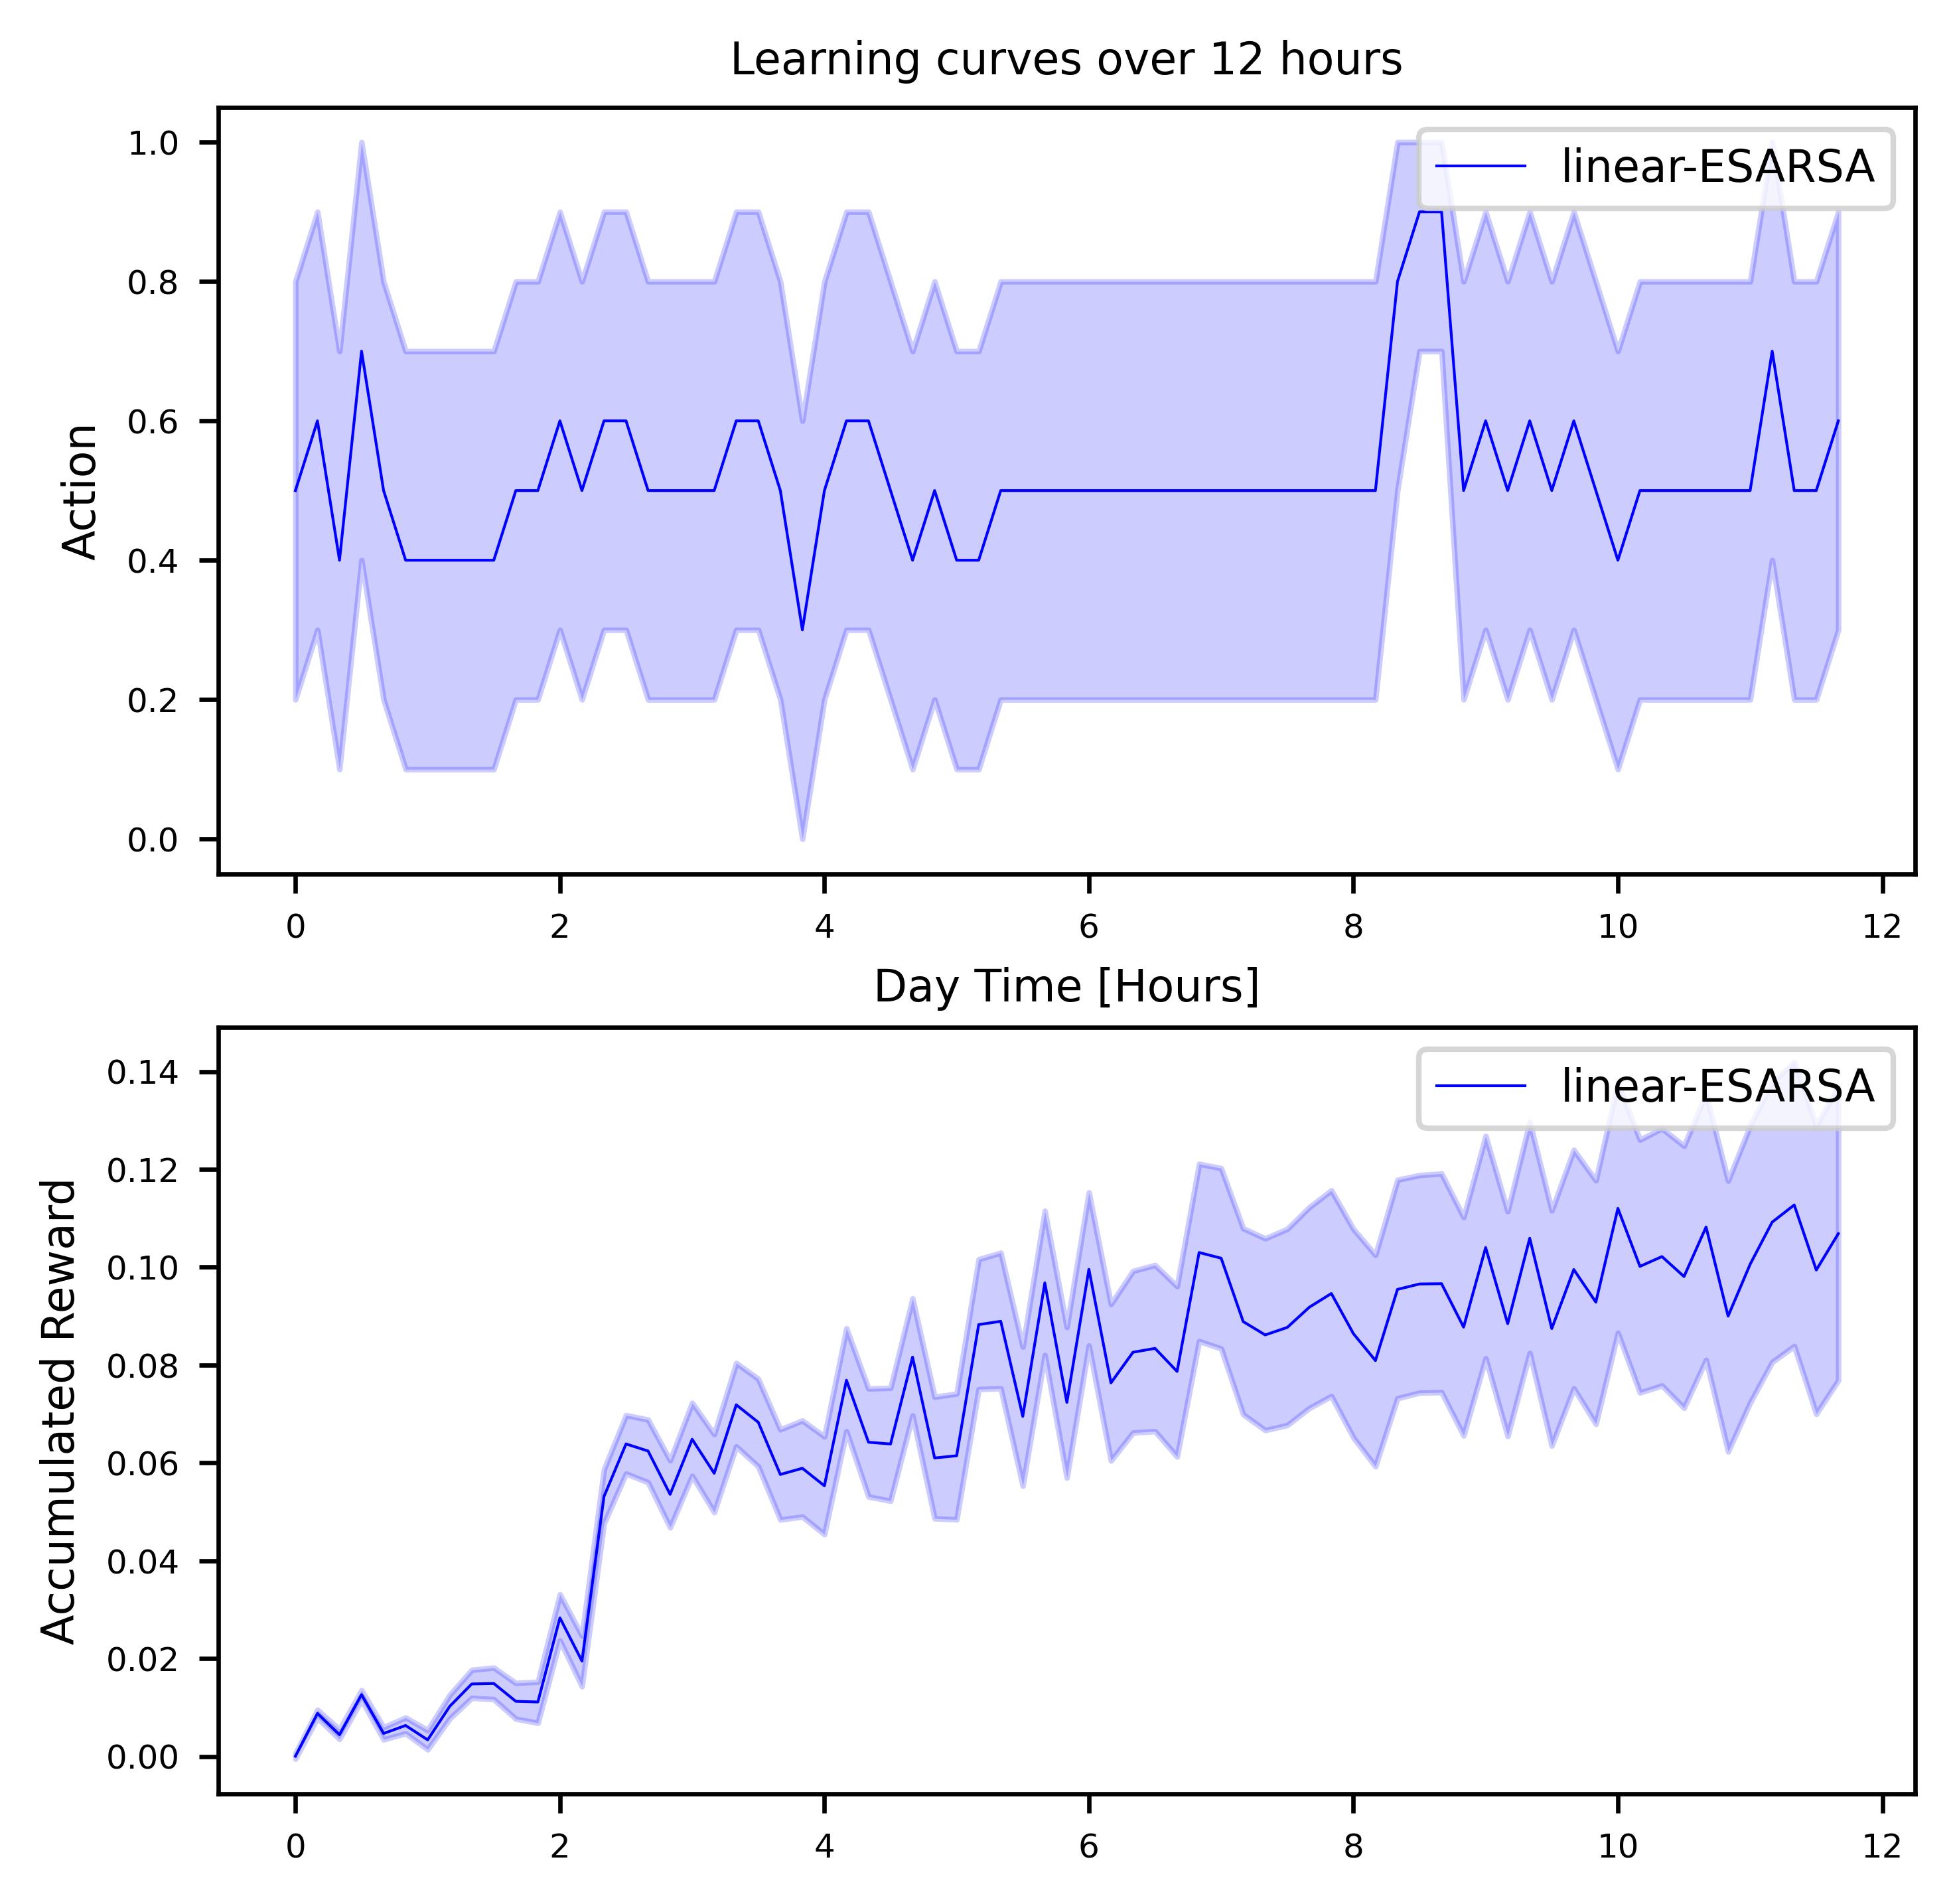 Learning curves over 12 hours
linear-ESARSA
Action
1.0
0.8
0.6
0.4
0.2
0.0
0 2 4 6 8 10 12
Day Time [Hours]
linear-ESARSA
Accumulated Reward
0.14
0.12
0.10
0.08
0.06
0.04
0.02
0.00
0 2 4 6 8 10 12